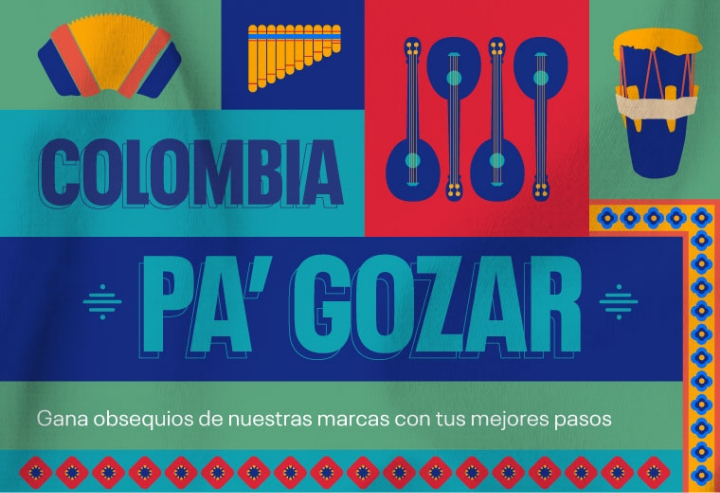 COLOMBIA
PA' GOZAR
Gana obsequios de nuestras marcas con tus mejores pasos